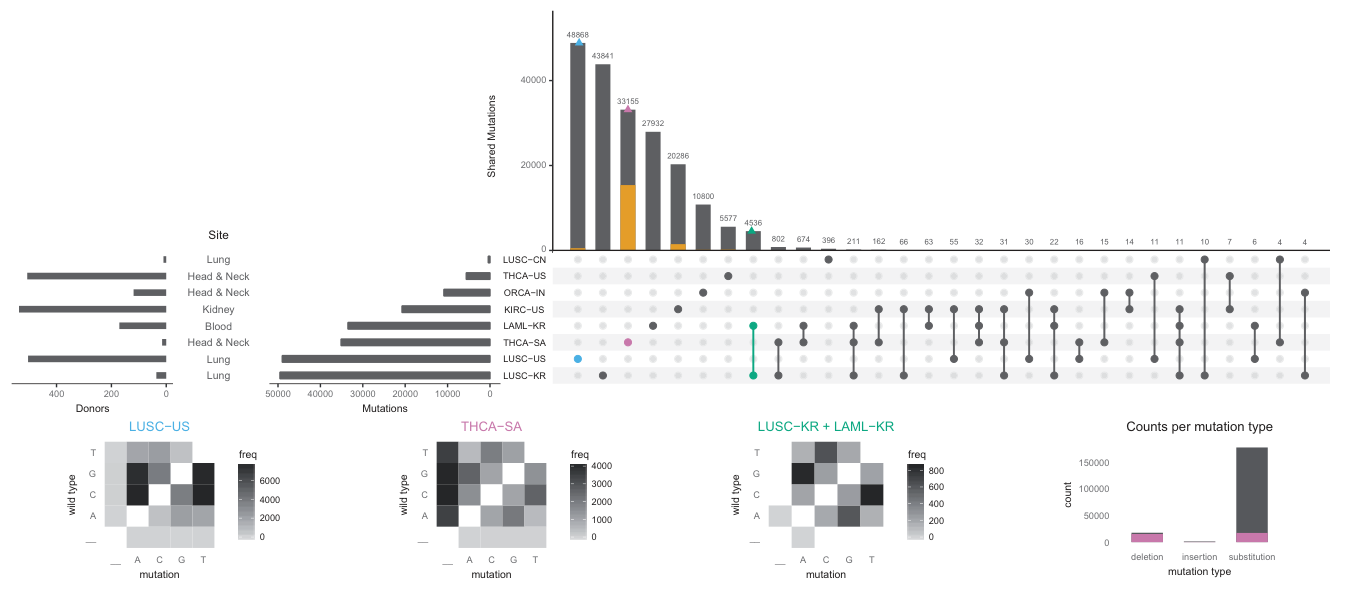 48868
43841
33155
27932
20286
10800
5577
4536
802 674 396 211 162 66 63 55 32 31 30 22 16 15 14 11 11 10 7 6 4 4
Shared Mutations
40000
20000
0
Site
Lung LUSC−CN
Head & Neck THCA−US
Head & Neck ORCA−IN
Kidney KIRC−US
Blood LAML−KR
Head & Neck THCA−SA
Lung LUSC−US
Lung LUSC−KR
400 200 0
Donors
50000 40000 30000 20000 10000 0
Mutations
LUSC−US
wild type
T
G
C
A
__
__ A C G T
mutation
freq
6000
4000
2000
0
THCA−SA
wild type
T
G
C
A
__
__ A C G T
mutation
freq
4000
3000
2000
1000
0
LUSC−KR + LAML−KR
wild type
T
G
C
A
__
__ A C G T
mutation
freq
800
600
400
200
0
Counts per mutation type
count
150000
100000
50000
0
deletion insertion substitution
mutation type